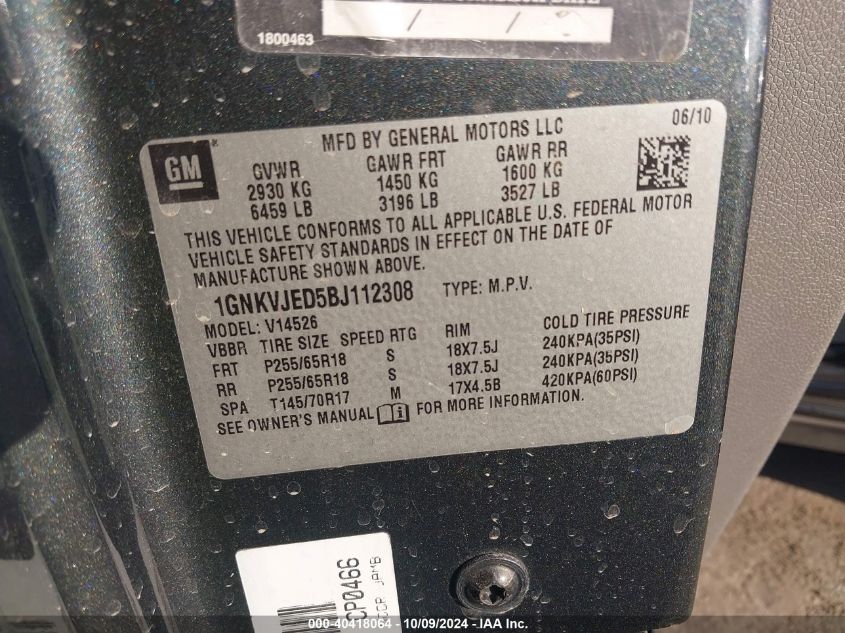 1800463
/ /
06/10
MFD BY GENERAL MOTORS LLC
GM
GVWR GAWR FRT GAWR RR
2930 KG 1450 KG 1600 KG
6459 LB 3196 LB 3527 LB
THIS VEHICLE CONFORMS TO ALL APPLICABLE U.S. FEDERAL MOTOR
VEHICLE SAFETY STANDARDS IN EFFECT ON THE DATE OF
MANUFACTURE SHOWN ABOVE.
1GNKVJED5BJ112308 TYPE: M.P.V.
MODEL: V14526
VBBR TIRE SIZE SPEED RTG RIM COLD TIRE PRESSURE
FRT P255/65R18 S 18X7.5J 240KPA(35PSI)
RR P255/65R18 S 18X7.5J 240KPA(35PSI)
SPA T145/70R17 M 17X4.5B 420KPA(60PSI)
SEE OWNER'S MANUAL i FOR MORE INFORMATION.
CP0466
JAMB
000-40418064 - 10/09/2024 - IAA Inc.